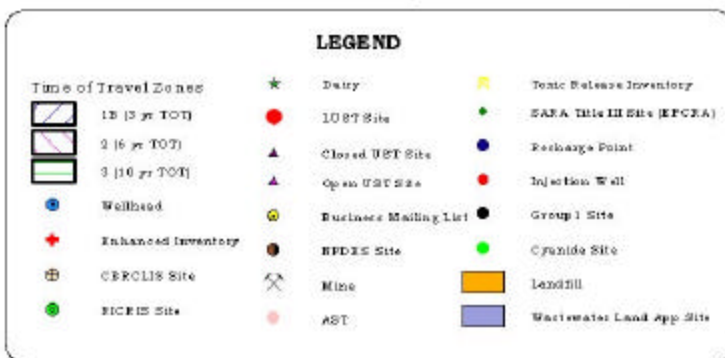 LEGEND
Time of Travel Zones
1B (3 yr TOT)
2 (6 yr TOT)
3 (10 yr TOT)
Wellhead
Enhanced Inventory
CERCLIS Site
RICRIS Site
Dairy
LUST Site
Closed UST Site
Open UST Site
Business Mailing List
NPDES Site
Mine
AST
Toxic Release Inventory
SARA Title III Site (EPCRA)
Recharge Point
Injection Well
Group 1 Site
Cyanide Site
Landfill
Wastewater Land App Site